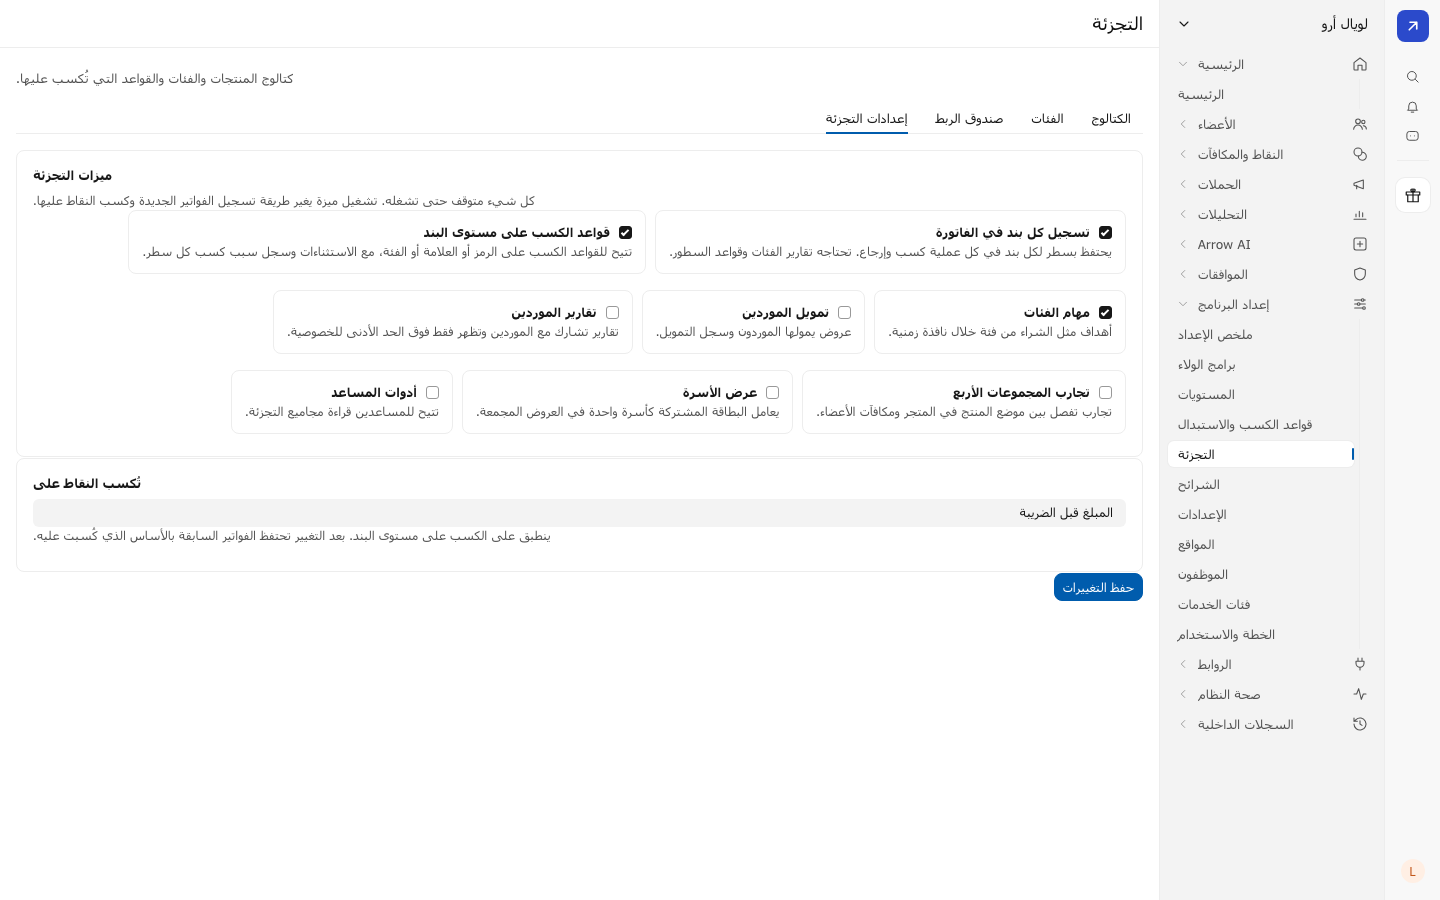 لويال أرو
الرئيسية
الرئيسية
الأعضاء
النقاط والمكافآت
الحملات
التحليلات
Arrow AI
الموافقات
إعداد البرنامج
ملخص الإعداد
برامج الولاء
المستويات
قواعد الكسب والاستبدال
التجزئة
الشرائح
الإعدادات
المواقع
الموظفون
فئات الخدمات
الخطة والاستخدام
الروابط
صحة النظام
السجلات الداخلية
L
التجزئة
كتالوج المنتجات والفئات والقواعد التي تُكسب عليها.
الكتالوج
الفئات
صندوق الربط
إعدادات التجزئة
ميزات التجزئة
كل شيء متوقف حتى تشغله. تشغيل ميزة يغير طريقة تسجيل الفواتير الجديدة وكسب النقاط عليها.
تسجيل كل بند في الفاتورة
يحتفظ بسطر لكل بند في كل عملية كسب وإرجاع. تحتاجه تقارير الفئات وقواعد السطور.
قواعد الكسب على مستوى البند
تتيح للقواعد الكسب على الرمز أو العلامة أو الفئة، مع الاستثناءات وسجل سبب كسب كل سطر.
مهام الفئات
أهداف مثل الشراء من فئة خلال نافذة زمنية.
تمويل الموردين
عروض يمولها الموردون وسجل التمويل.
تقارير الموردين
تقارير تشارك مع الموردين وتظهر فقط فوق الحد الأدنى للخصوصية.
تجارب المجموعات الأربع
تجارب تفصل بين موضع المنتج في المتجر ومكافآت الأعضاء.
عرض الأسرة
يعامل البطاقة المشتركة كأسرة واحدة في العروض المجمعة.
أدوات المساعد
تتيح للمساعدين قراءة مجاميع التجزئة.
تُكسب النقاط على
المبلغ قبل الضريبة
ينطبق على الكسب على مستوى البند. بعد التغيير تحتفظ الفواتير السابقة بالأساس الذي كُسبت عليه.
حفظ التغييرات